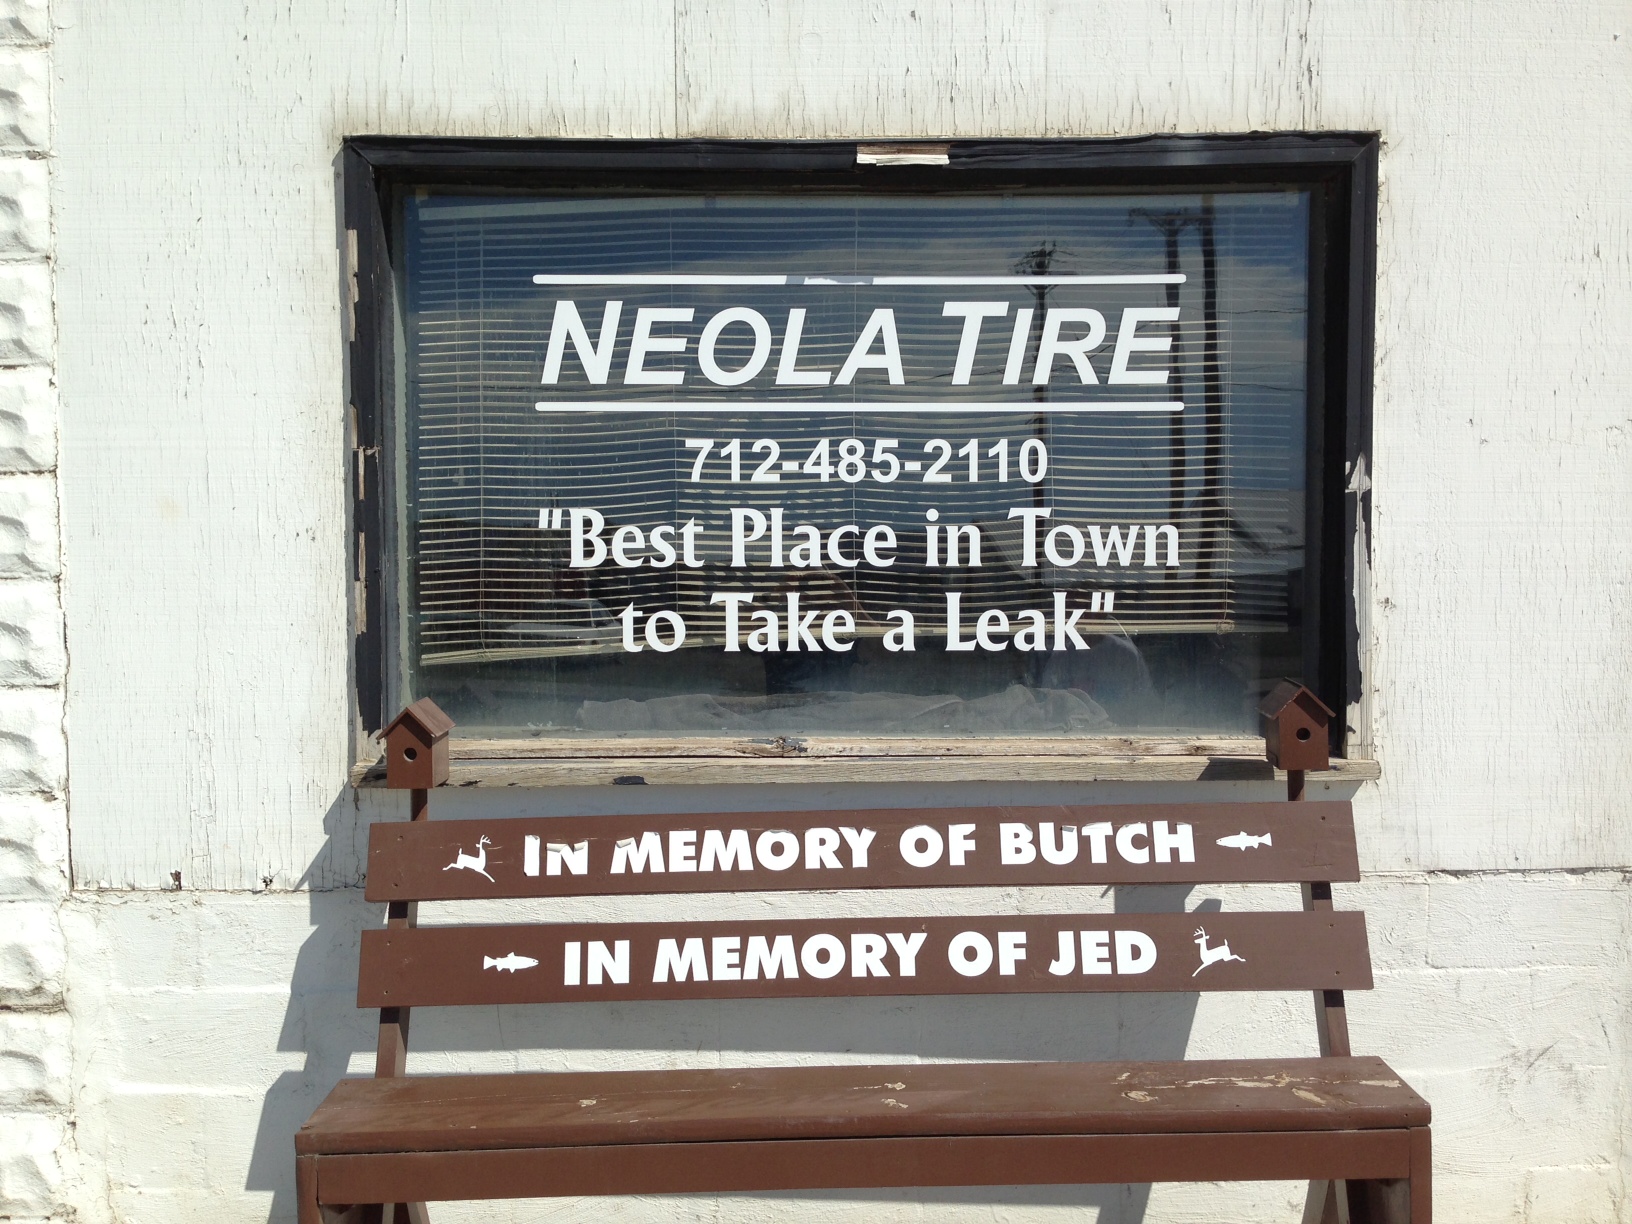 NEOLA TIRE
712-485-2110
"Best Place in Town
to Take a Leak"
IN MEMORY OF BUTCH
IN MEMORY OF JED